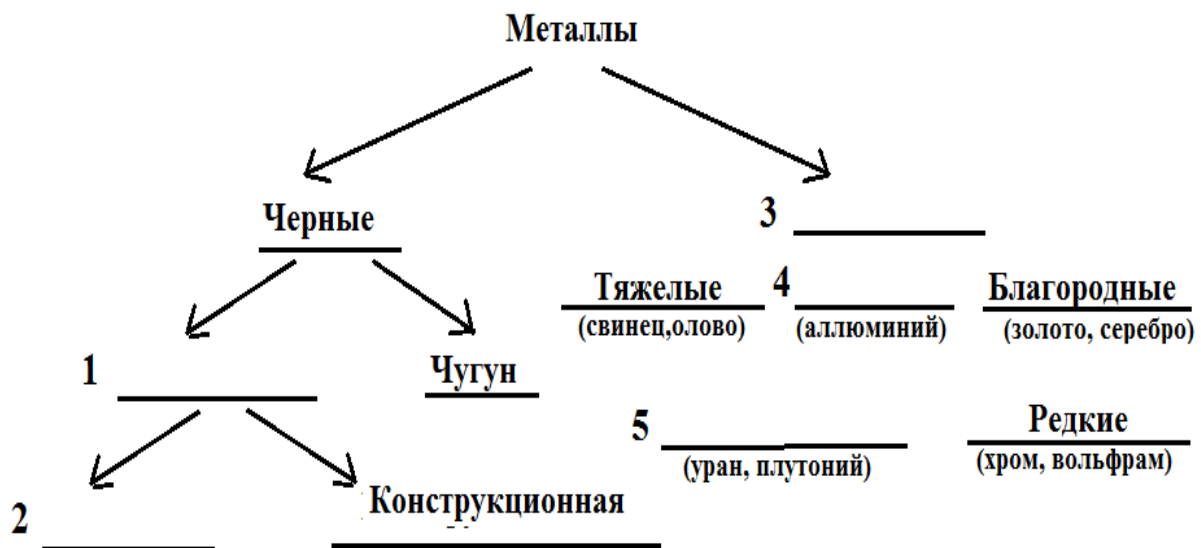 Металлы
Черные
3
Тяжелые
4
Благородные
(свинец,олово)
(аллюминий)
(золото, серебро)
1
Чугун
5
Редкие
(уран, плутоний)
(хром, вольфрам)
2
Конструкционная